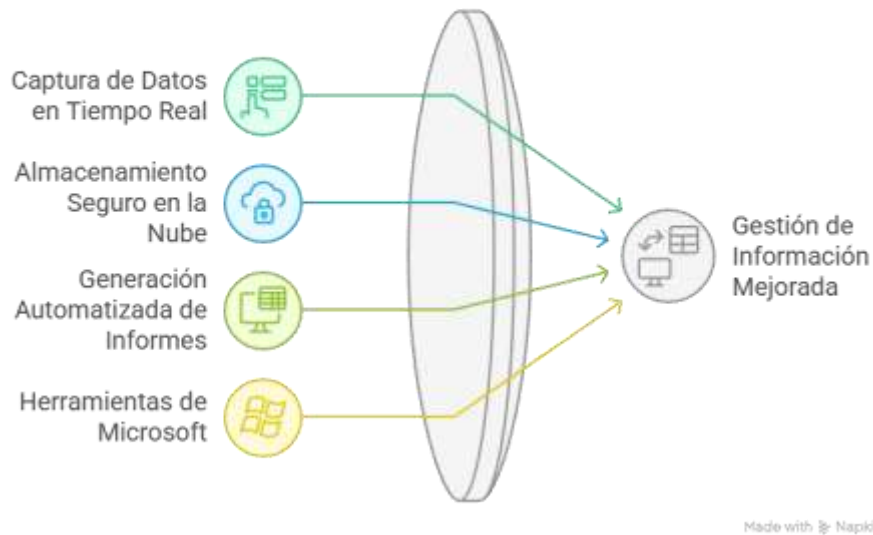 Captura de Datos
en Tiempo Real
Almacenamiento
Seguro en la
Nube
Generación
Automatizada de
Informes
Herramientas de
Microsoft
Gestión de
Información
Mejorada
Made with Napki